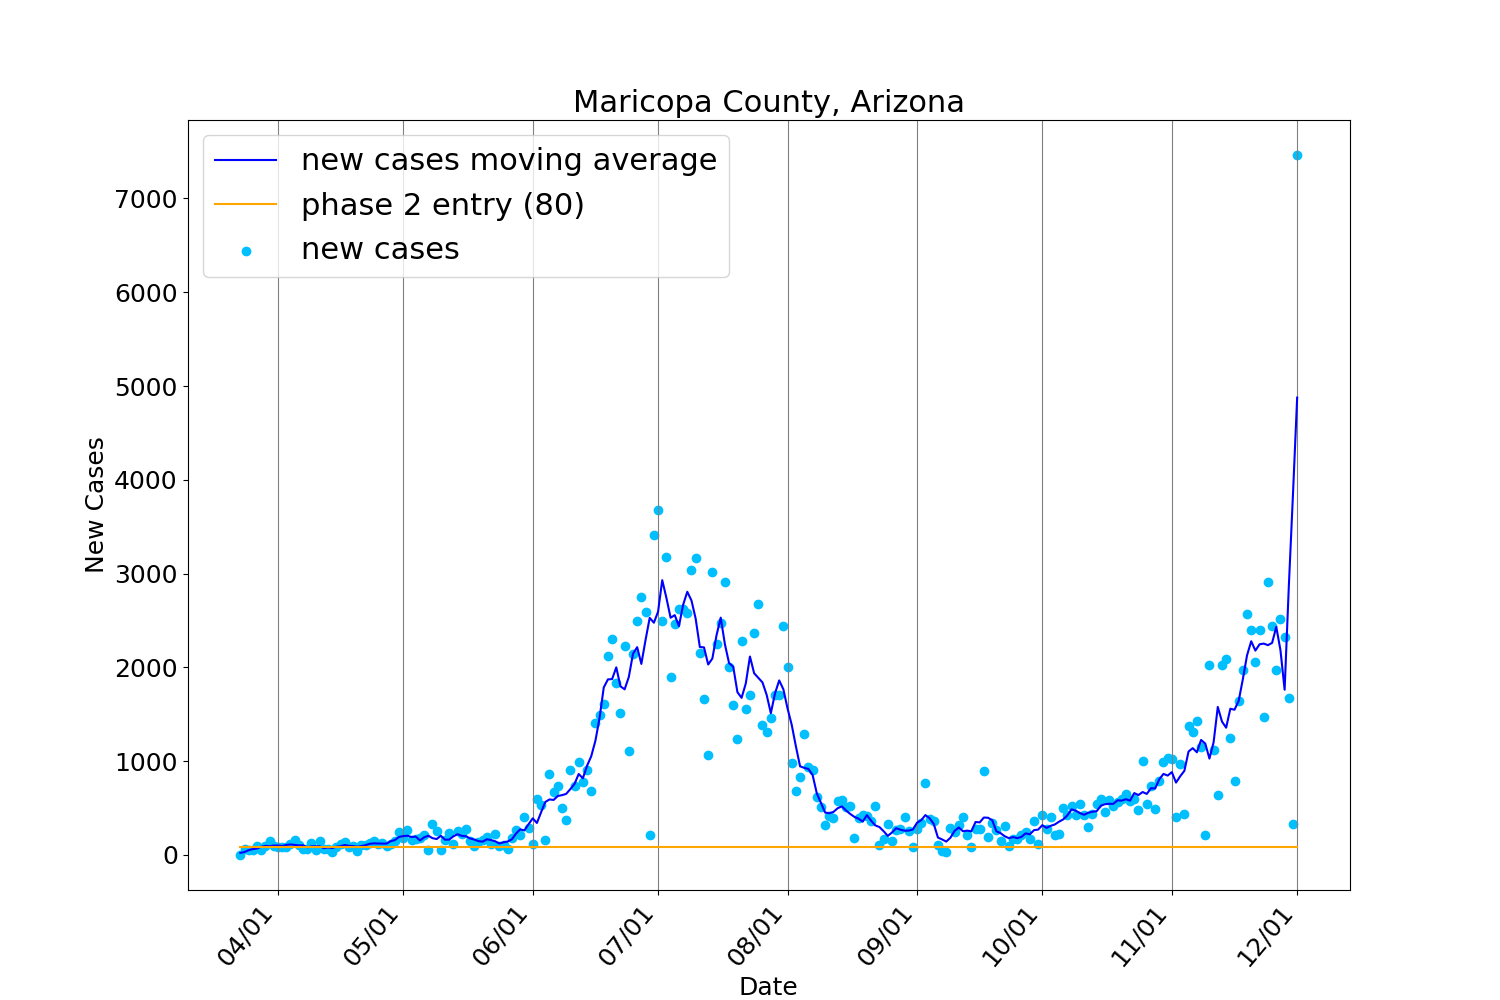 Maricopa County, Arizona
new cases moving average
phase 2 entry (80)
new cases
7000
6000
5000
4000
3000
2000
1000
0
New Cases
04/01
05/01
06/01
07/01
08/01
09/01
10/01
11/01
12/01
Date